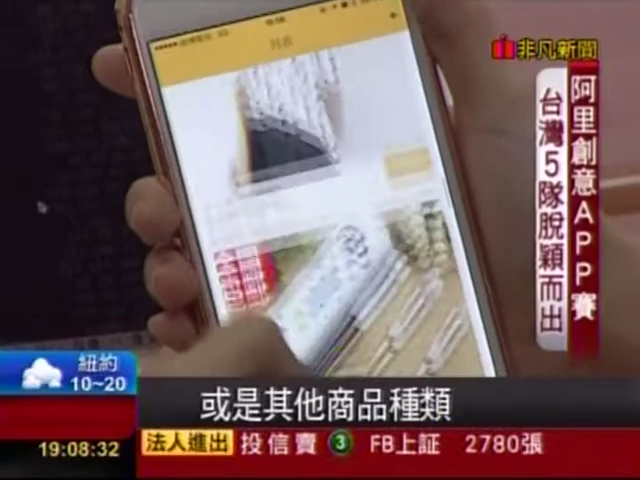 非凡新聞
阿里創意APP賽
台灣5隊脫穎而出
紐約
10~20
或是其他商品種類
19:08:32
法人進出 投信賣 3 FB上証 2780張